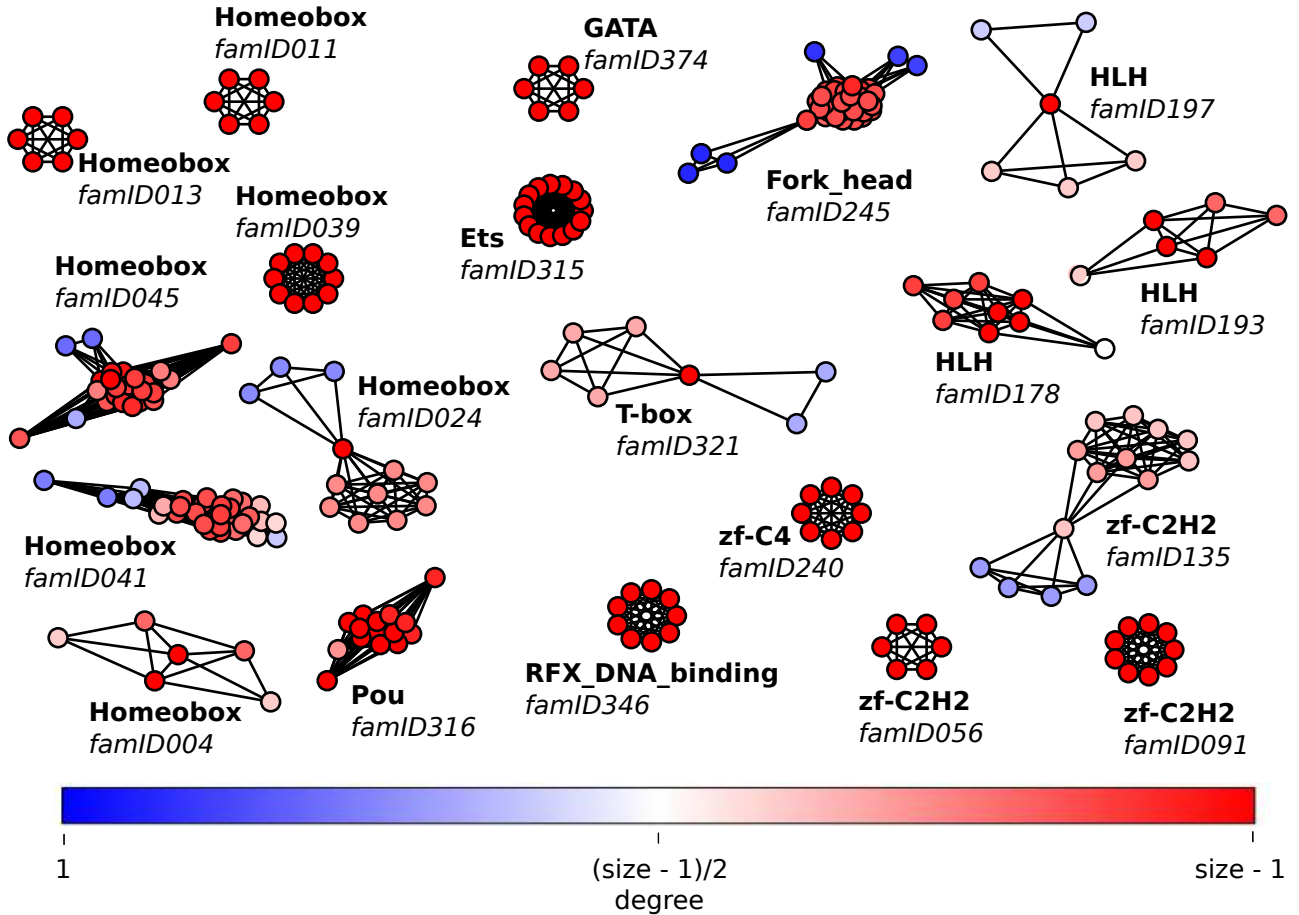 Homeobox
famID011
GATA
famID374
HLH
famID197
Homeobox
famID013
Homeobox
famID039
Fork_head
famID245
Ets
famID315
Homeobox
famID045
HLH
famID193
HLH
famID178
Homeobox
famID024
T-box
famID321
zf-C4
famID240
zf-C2H2
famID135
Homeobox
famID041
Homeobox
famID004
Pou
famID316
RFX_DNA_binding
famID346
zf-C2H2
famID056
zf-C2H2
famID091
1
(size - 1)/2
size - 1
degree